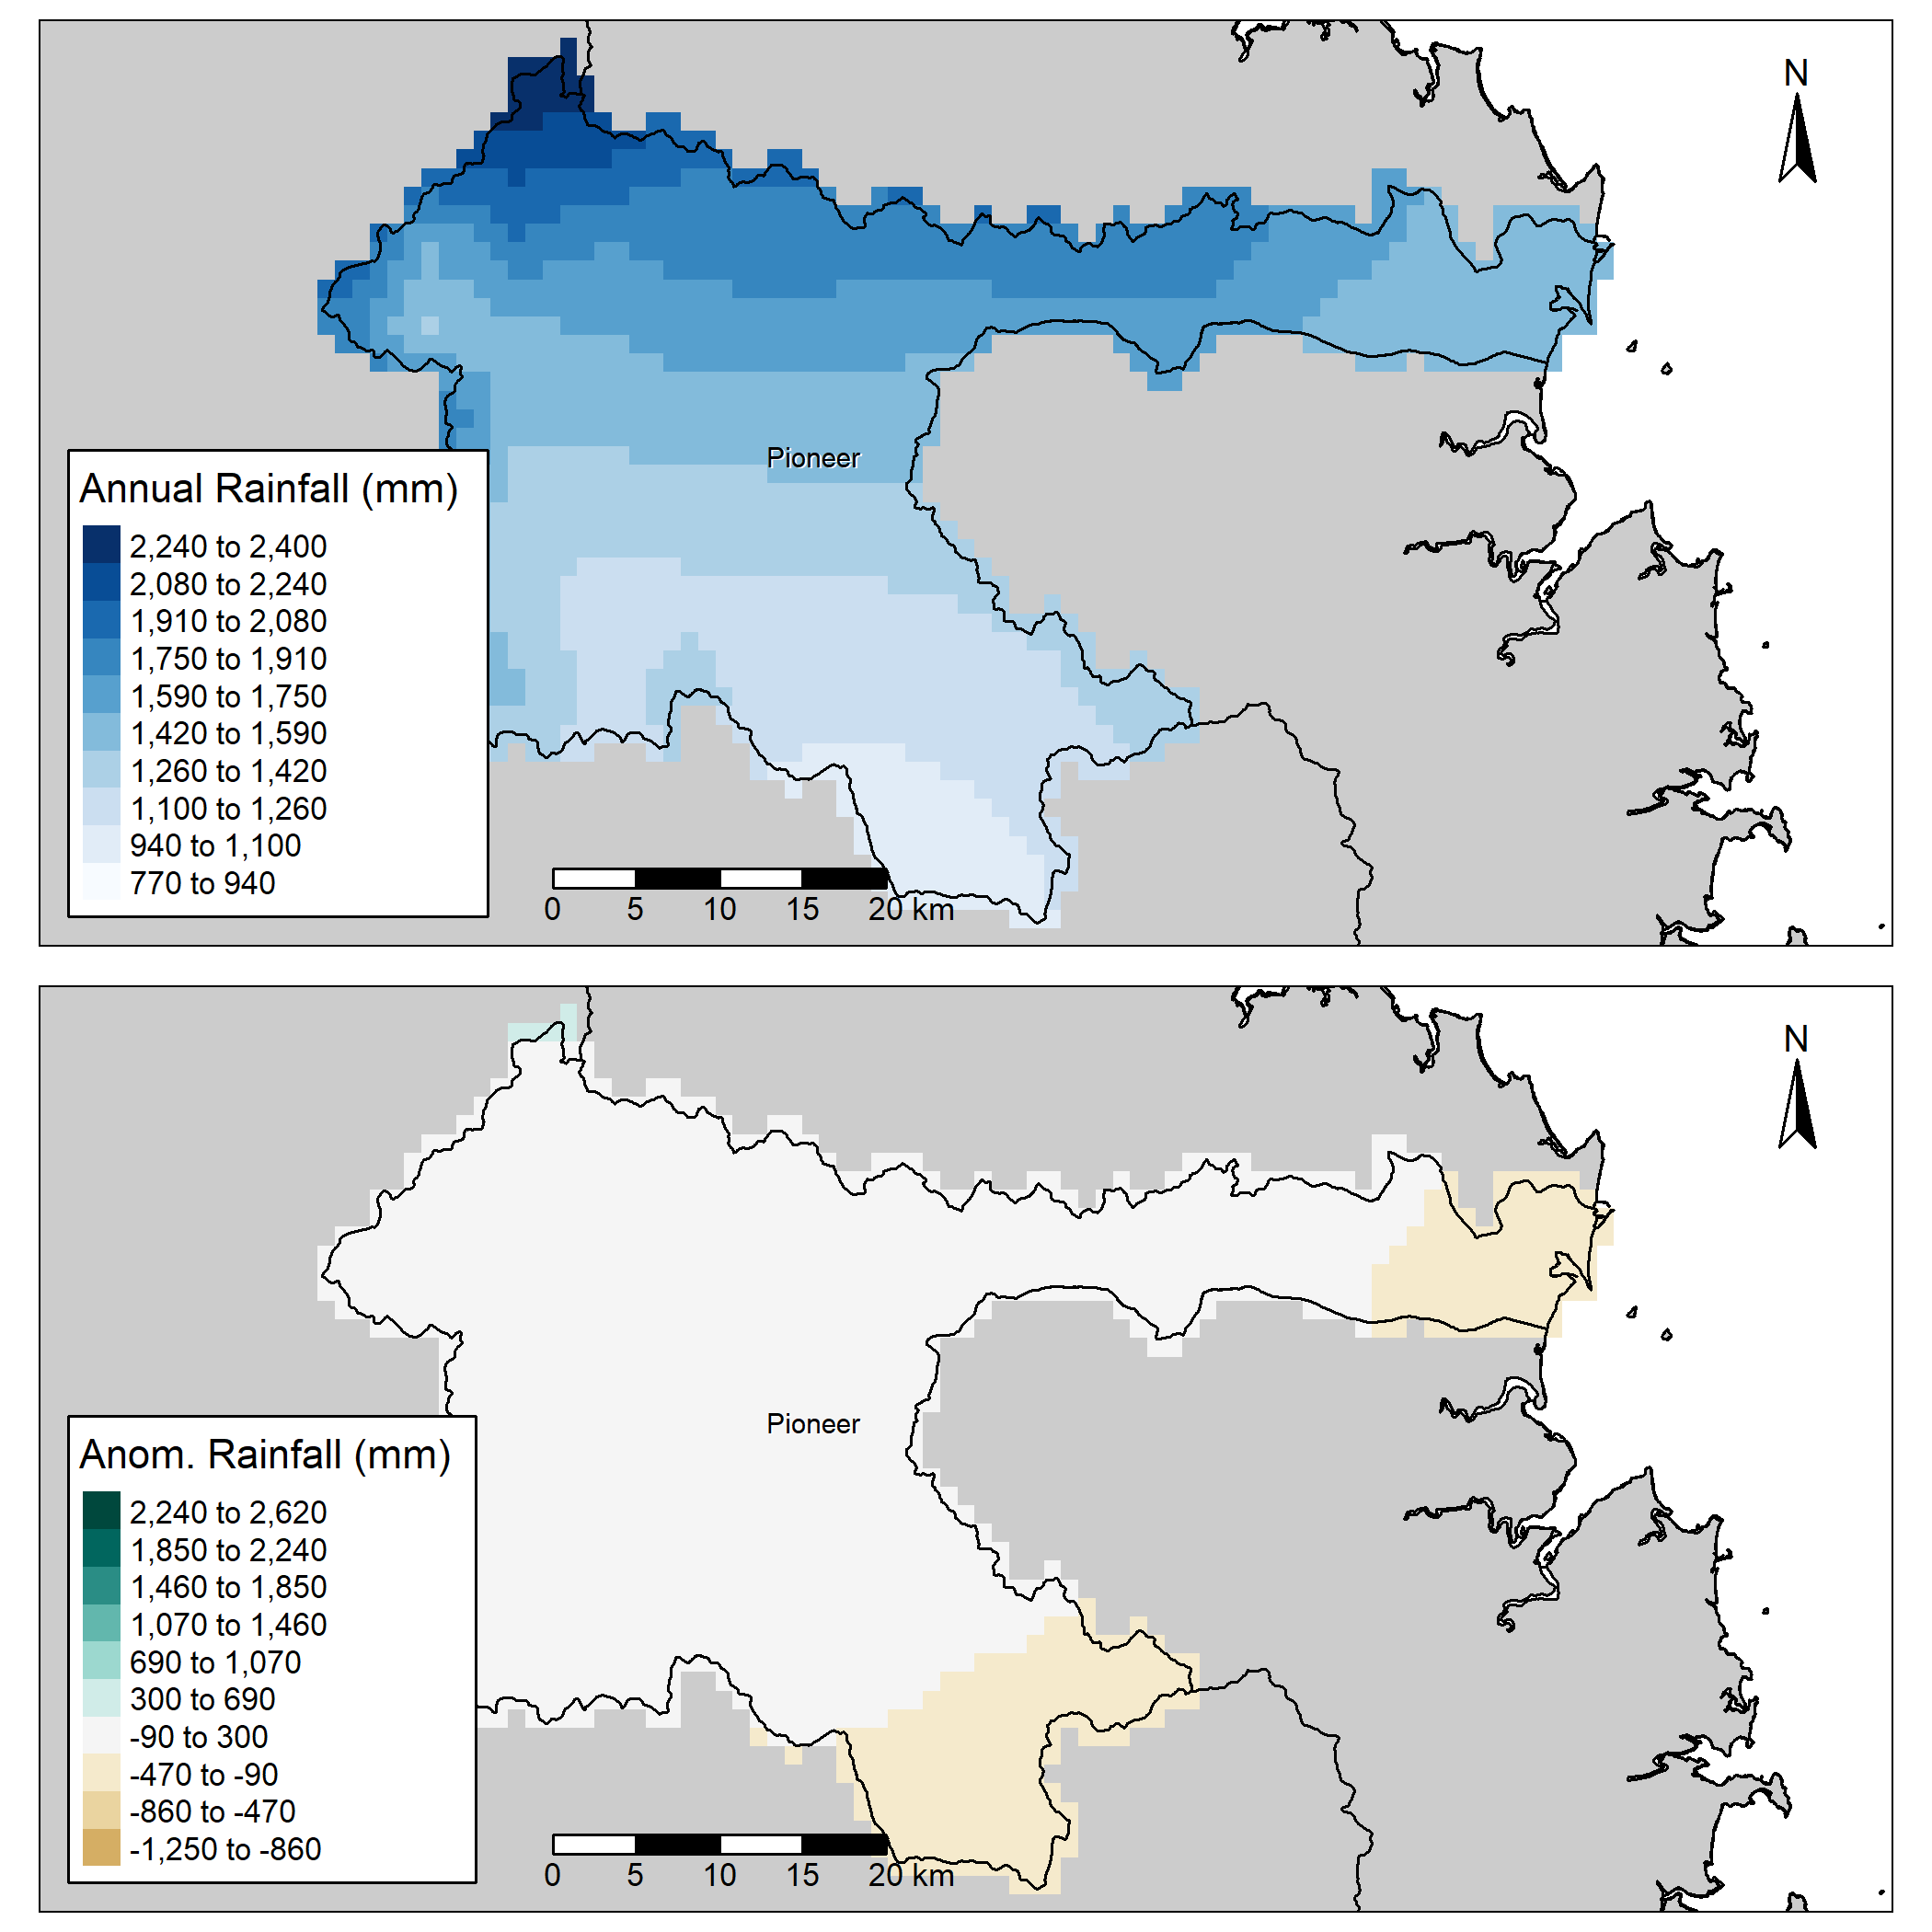 N
Pioneer
Annual Rainfall (mm)
2,240 to 2,400
2,080 to 2,240
1,910 to 2,080
1,750 to 1,910
1,590 to 1,750
1,420 to 1,590
1,260 to 1,420
1,100 to 1,260
940 to 1,100
770 to 940
0 5 10 15 20 km
N
Pioneer
Anom. Rainfall (mm)
2,240 to 2,620
1,850 to 2,240
1,460 to 1,850
1,070 to 1,460
690 to 1,070
300 to 690
-90 to 300
-470 to -90
-860 to -470
-1,250 to -860
0 5 10 15 20 km